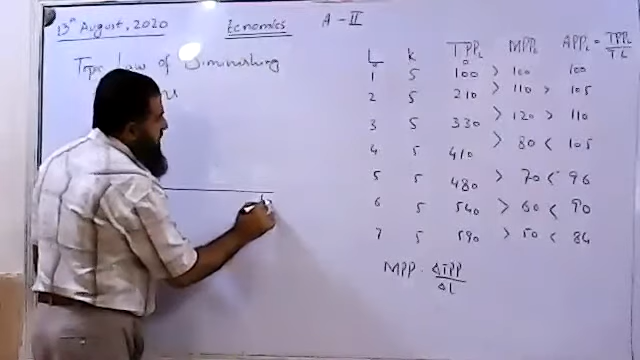 13th August, 2020 Economics A-II
Topic Law of Diminishing
L K TPPL MPPL APPL = TPPL / TL
0
1 5 100 > 100 100
2 5 210 > 110 > 105
3 5 330 > 120 > 110
4 5 410 > 80 < 105
5 5 480 > 70 < 96
6 5 540 > 60 < 90
7 5 590 > 50 < 84
MPP = ΔTPP / ΔL